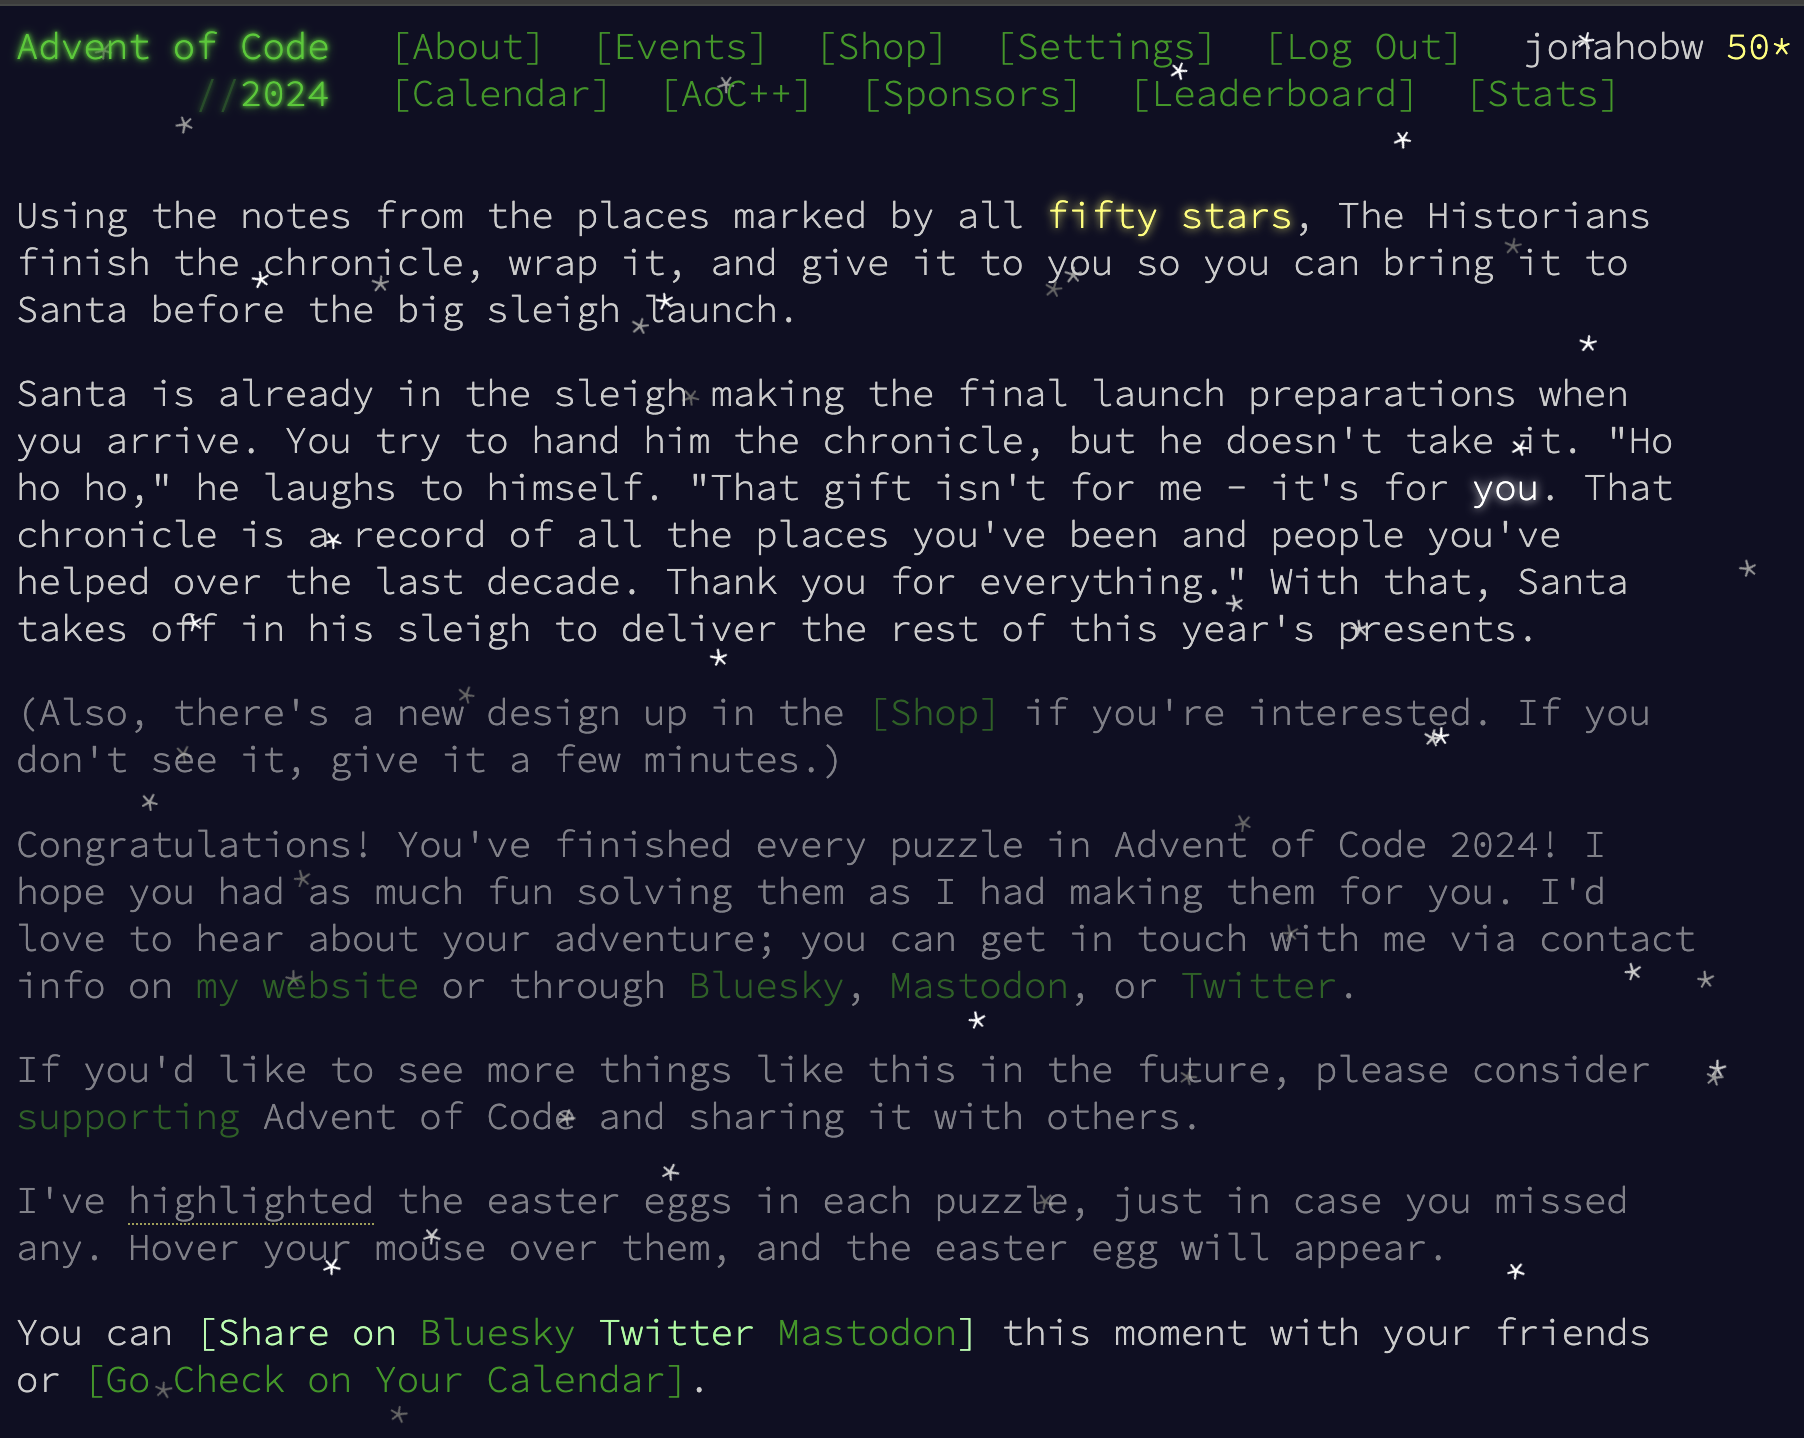 Advent of Code [About] [Events] [Shop] [Settings] [Log Out] jonahobw 50*
//2024 [Calendar] [AoC++] [Sponsors] [Leaderboard] [Stats]
Using the notes from the places marked by all fifty stars, The Historians
finish the chronicle, wrap it, and give it to you so you can bring it to
Santa before the big sleigh launch.
Santa is already in the sleigh making the final launch preparations when
you arrive. You try to hand him the chronicle, but he doesn't take it. "Ho
ho ho," he laughs to himself. "That gift isn't for me - it's for you. That
chronicle is a record of all the places you've been and people you've
helped over the last decade. Thank you for everything." With that, Santa
takes off in his sleigh to deliver the rest of this year's presents.
(Also, there's a new design up in the [Shop] if you're interested. If you
don't see it, give it a few minutes.)
Congratulations! You've finished every puzzle in Advent of Code 2024! I
hope you had as much fun solving them as I had making them for you. I'd
love to hear about your adventure; you can get in touch with me via contact
info on my website or through Bluesky, Mastodon, or Twitter.
If you'd like to see more things like this in the future, please consider
supporting Advent of Code and sharing it with others.
I've highlighted the easter eggs in each puzzle, just in case you missed
any. Hover your mouse over them, and the easter egg will appear.
You can [Share on Bluesky Twitter Mastodon] this moment with your friends
or [Go Check on Your Calendar].